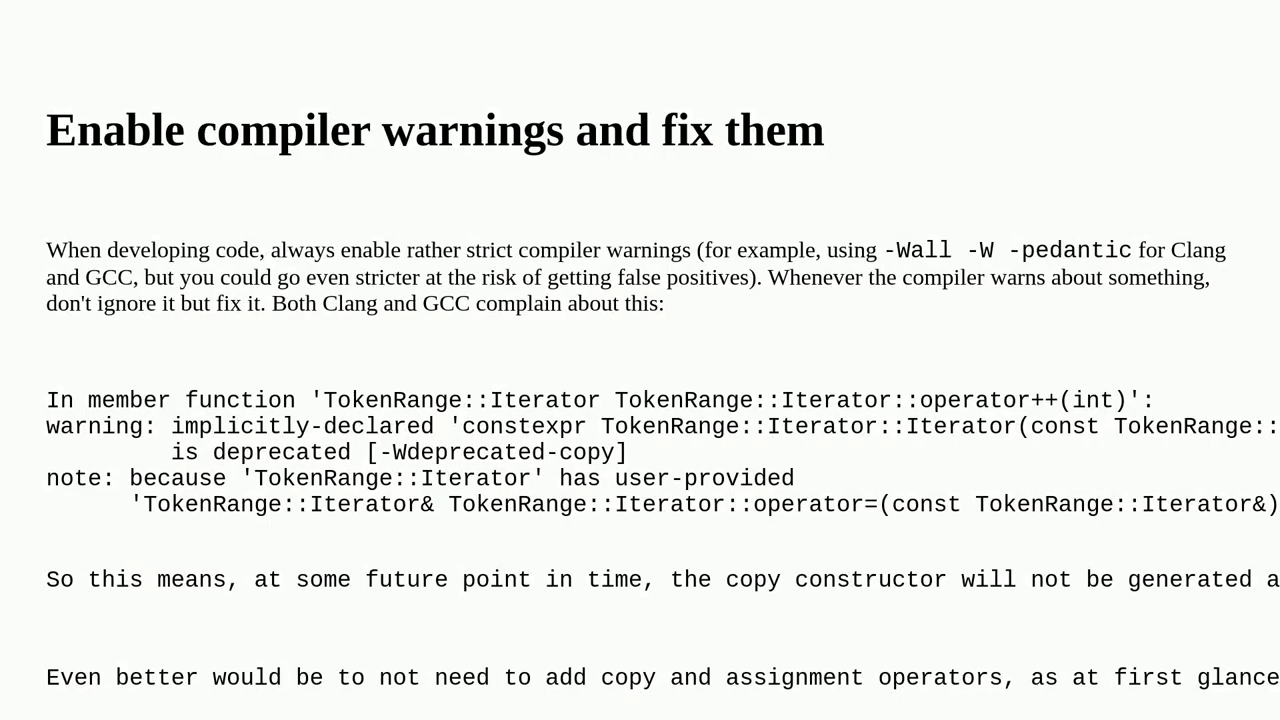 Enable compiler warnings and fix them
When developing code, always enable rather strict compiler warnings (for example, using -Wall -W -pedantic for Clang
and GCC, but you could go even stricter at the risk of getting false positives). Whenever the compiler warns about something,
don't ignore it but fix it. Both Clang and GCC complain about this:
In member function 'TokenRange::Iterator TokenRange::Iterator::operator++(int)':
warning: implicitly-declared 'constexpr TokenRange::Iterator::Iterator(const TokenRange::
is deprecated [-Wdeprecated-copy]
note: because 'TokenRange::Iterator' has user-provided
'TokenRange::Iterator& TokenRange::Iterator::operator=(const TokenRange::Iterator&)
So this means, at some future point in time, the copy constructor will not be generated a
Even better would be to not need to add copy and assignment operators, as at first glance